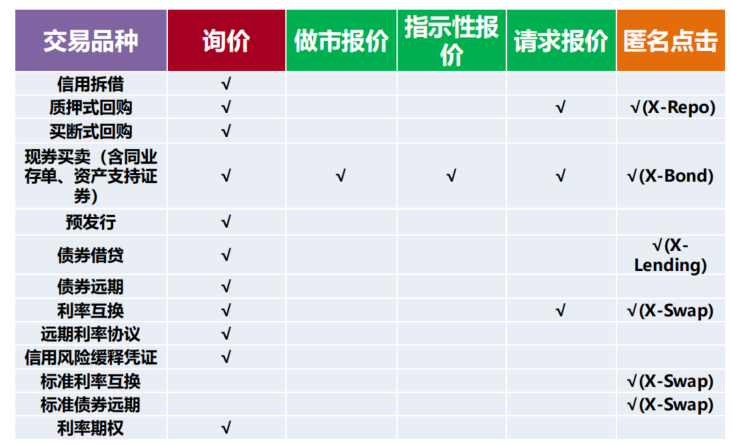 交易品种 询价 做市报价 指示性报价 请求报价 匿名点击
信用拆借 √
质押式回购 √ √ √(X-Repo)
买断式回购 √
现券买卖（含同业存单、资产支持证券） √ √ √ √ √(X-Bond)
预发行 √
债券借贷 √ √(X-Lending)
债券远期 √
利率互换 √ √ √(X-Swap)
远期利率协议 √
信用风险缓释凭证 √
标准利率互换 √(X-Swap)
标准债券远期 √(X-Swap)
利率期权 √